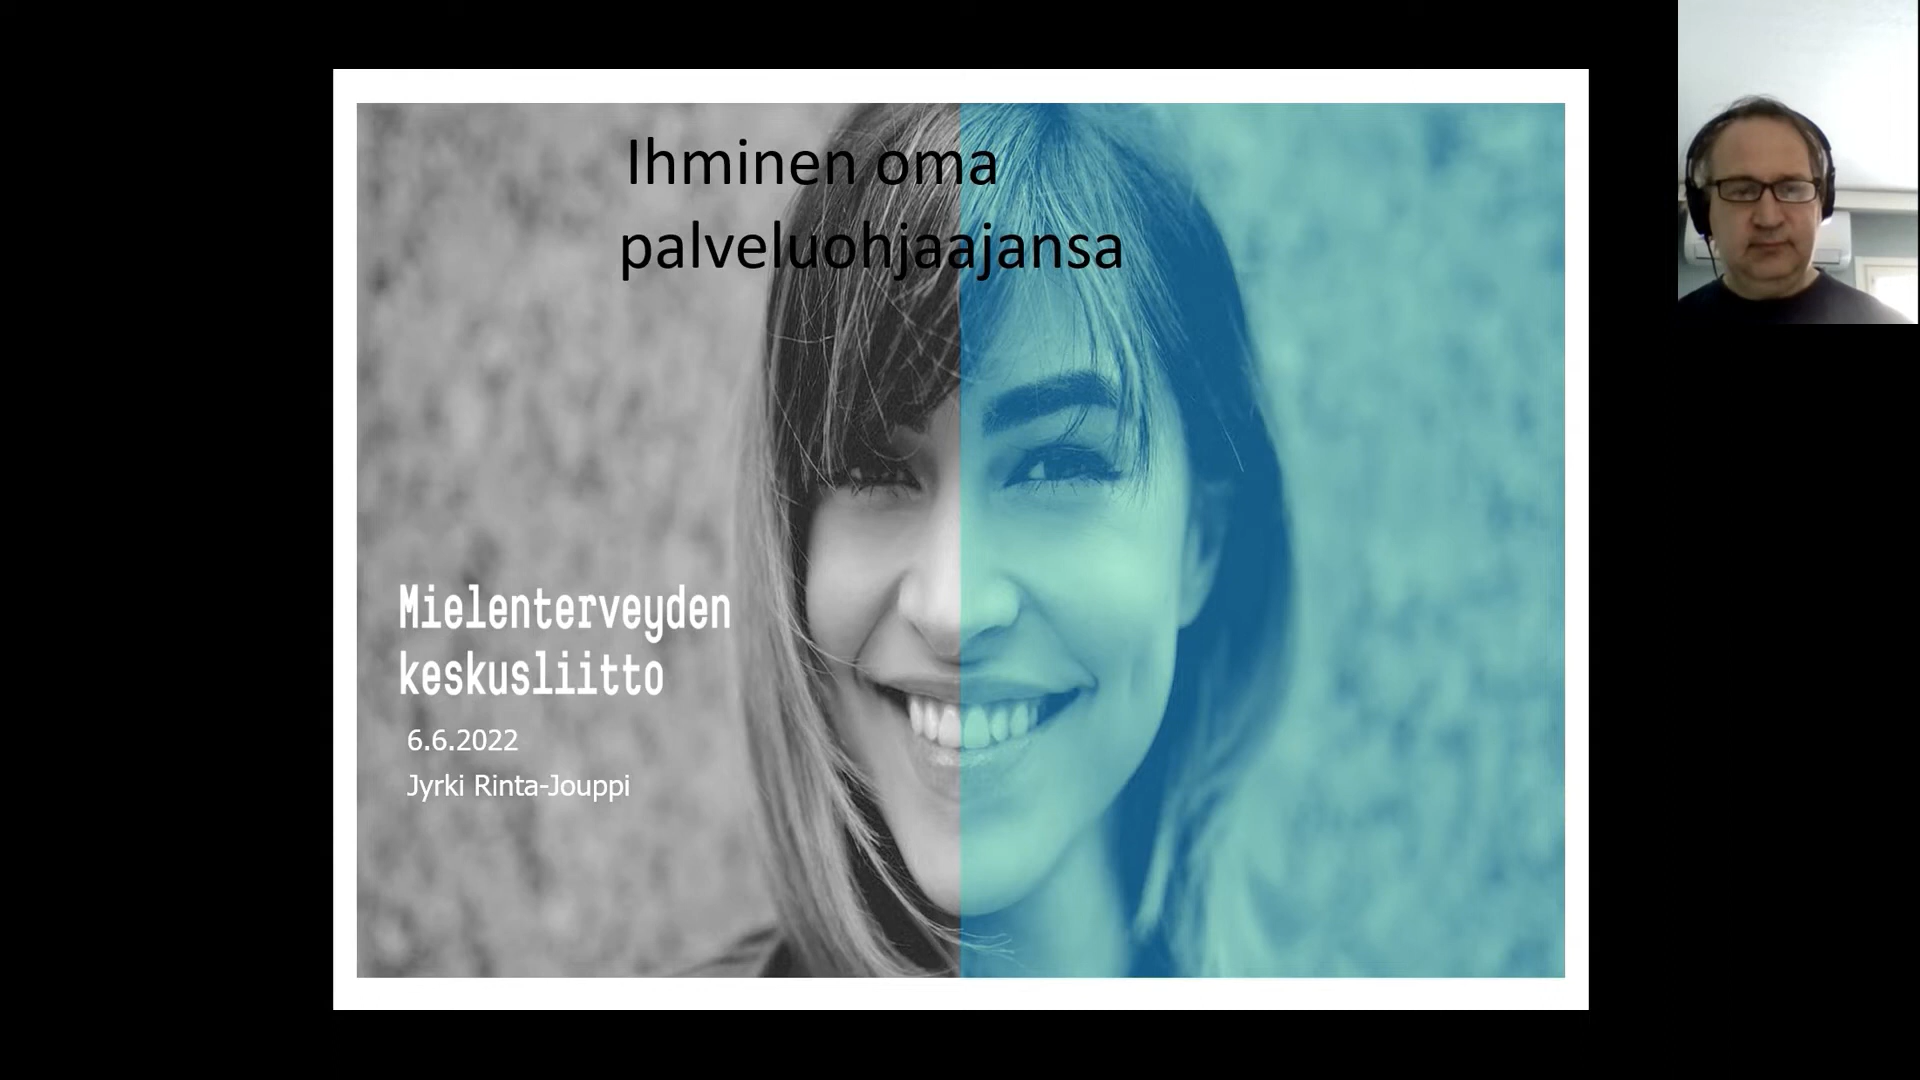 Ihminen oma
palveluohjaajansa
Mielenterveyden
keskusliitto
6.6.2022
Jyrki Rinta-Jouppi